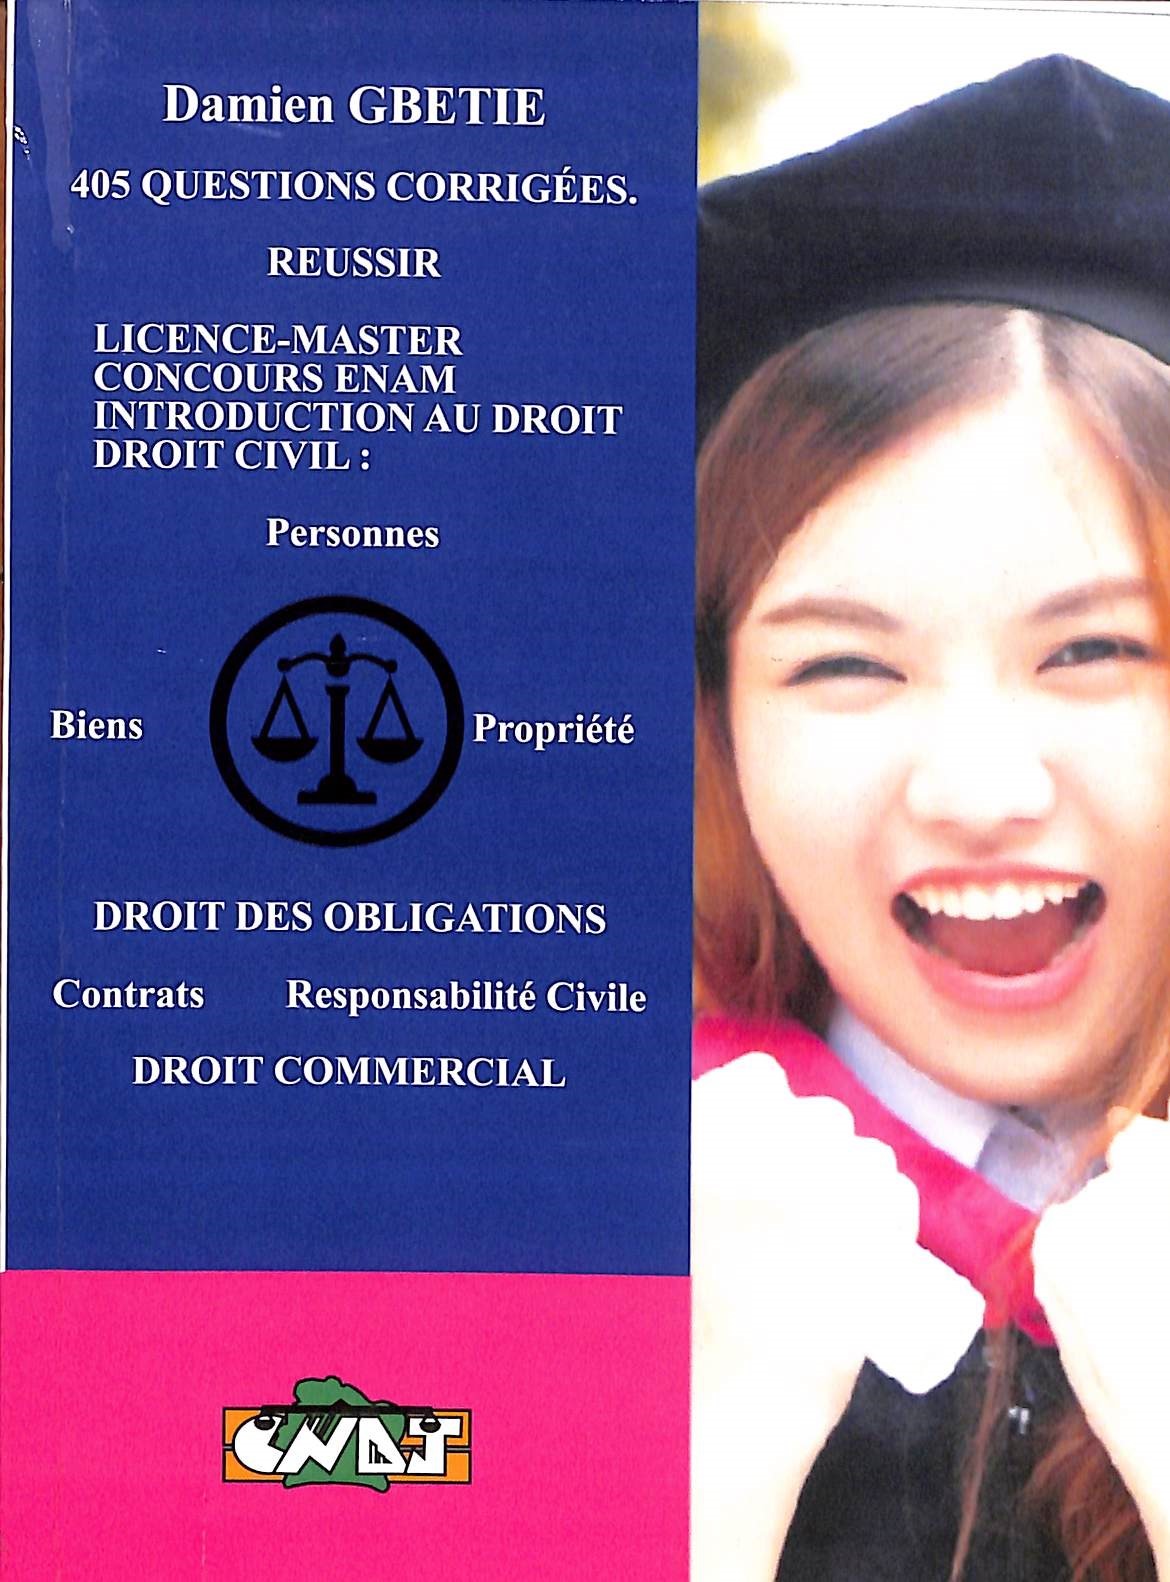 Damien GBETIE
405 QUESTIONS CORRIGÉES.
REUSSIR
LICENCE-MASTER
CONCOURS ENAM
INTRODUCTION AU DROIT
DROIT CIVIL :
Personnes
Biens
Propriété
DROIT DES OBLIGATIONS
Contrats Responsabilité Civile
DROIT COMMERCIAL
CNDJ